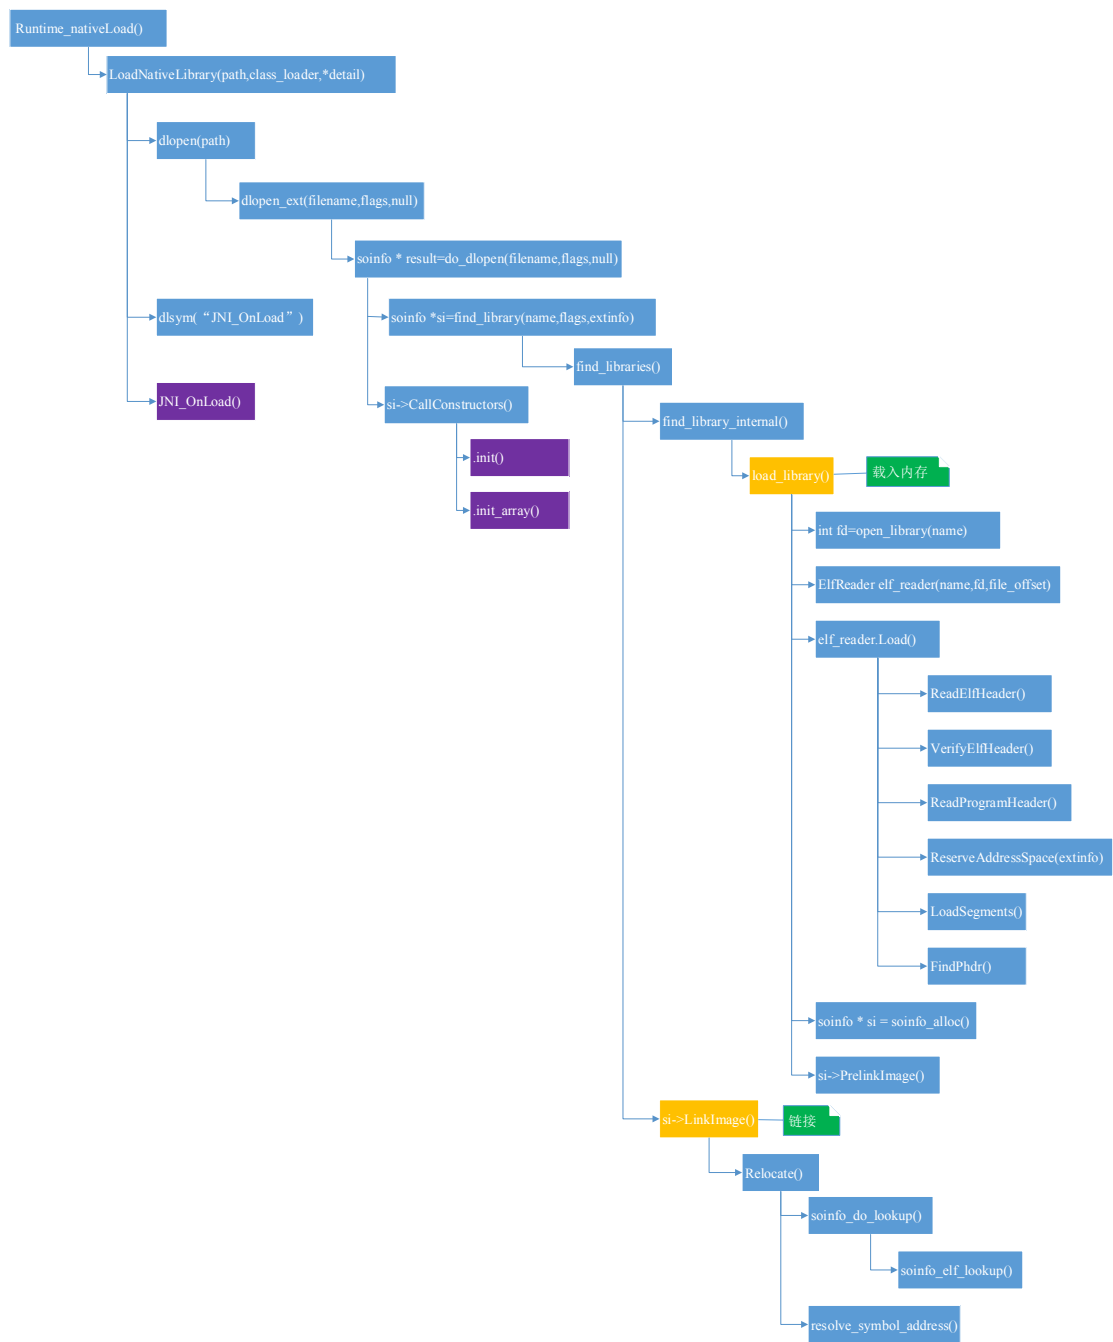 Runtime_nativeLoad()
LoadNativeLibrary(path,class_loader,*detail)
dlopen(path)
dlopen_ext(filename,flags,null)
soinfo * result=do_dlopen(filename,flags,null)
dlsym(“JNI_OnLoad”)
soinfo *si=find_library(name,flags,extinfo)
find_libraries()
JNI_OnLoad()
si->CallConstructors()
find_library_internal()
.init()
load_library()
载入内存
.init_array()
int fd=open_library(name)
ElfReader elf_reader(name,fd,file_offset)
elf_reader.Load()
ReadElfHeader()
VerifyElfHeader()
ReadProgramHeader()
ReserveAddressSpace(extinfo)
LoadSegments()
FindPhdr()
soinfo * si = soinfo_alloc()
si->PrelinkImage()
si->LinkImage()
链接
Relocate()
soinfo_do_lookup()
soinfo_elf_lookup()
resolve_symbol_address()